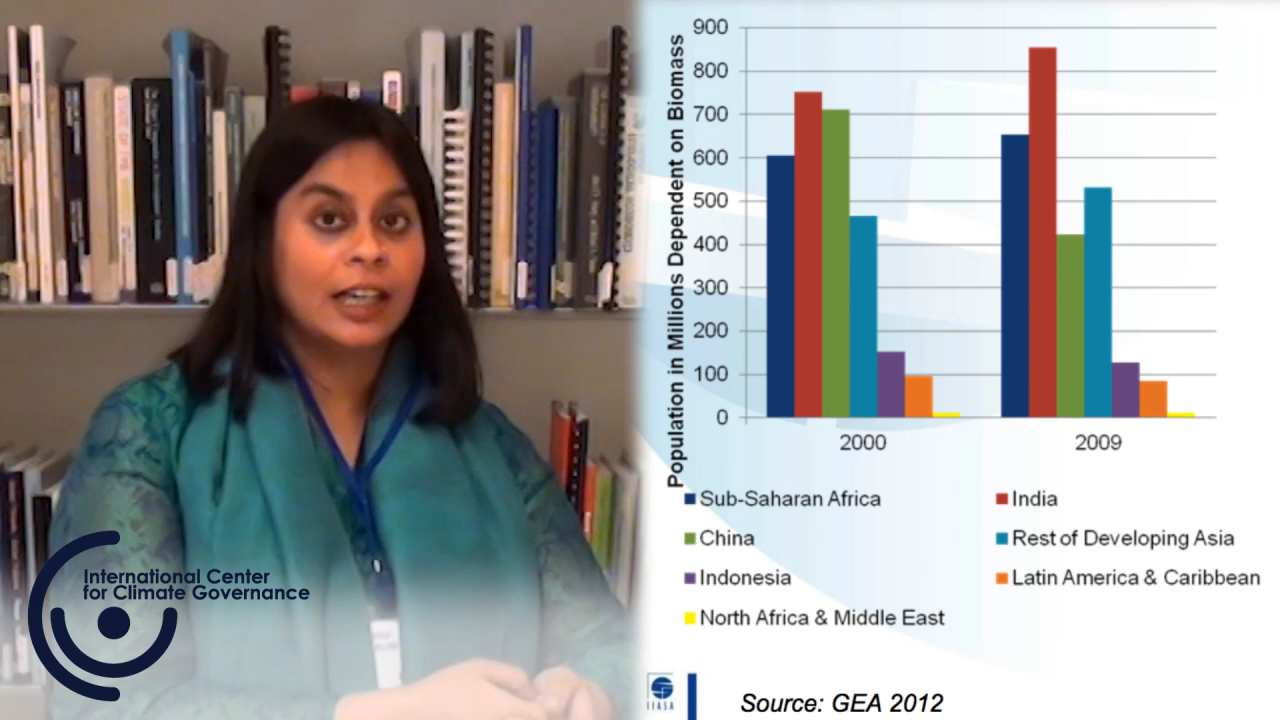 International Center
for Climate Governance
Population in Millions Dependent on Biomass
900
800
700
600
500
400
300
200
100
0
2000
2009
Sub-Saharan Africa
India
China
Rest of Developing Asia
Indonesia
Latin America & Caribbean
North Africa & Middle East
IIASA
Source: GEA 2012